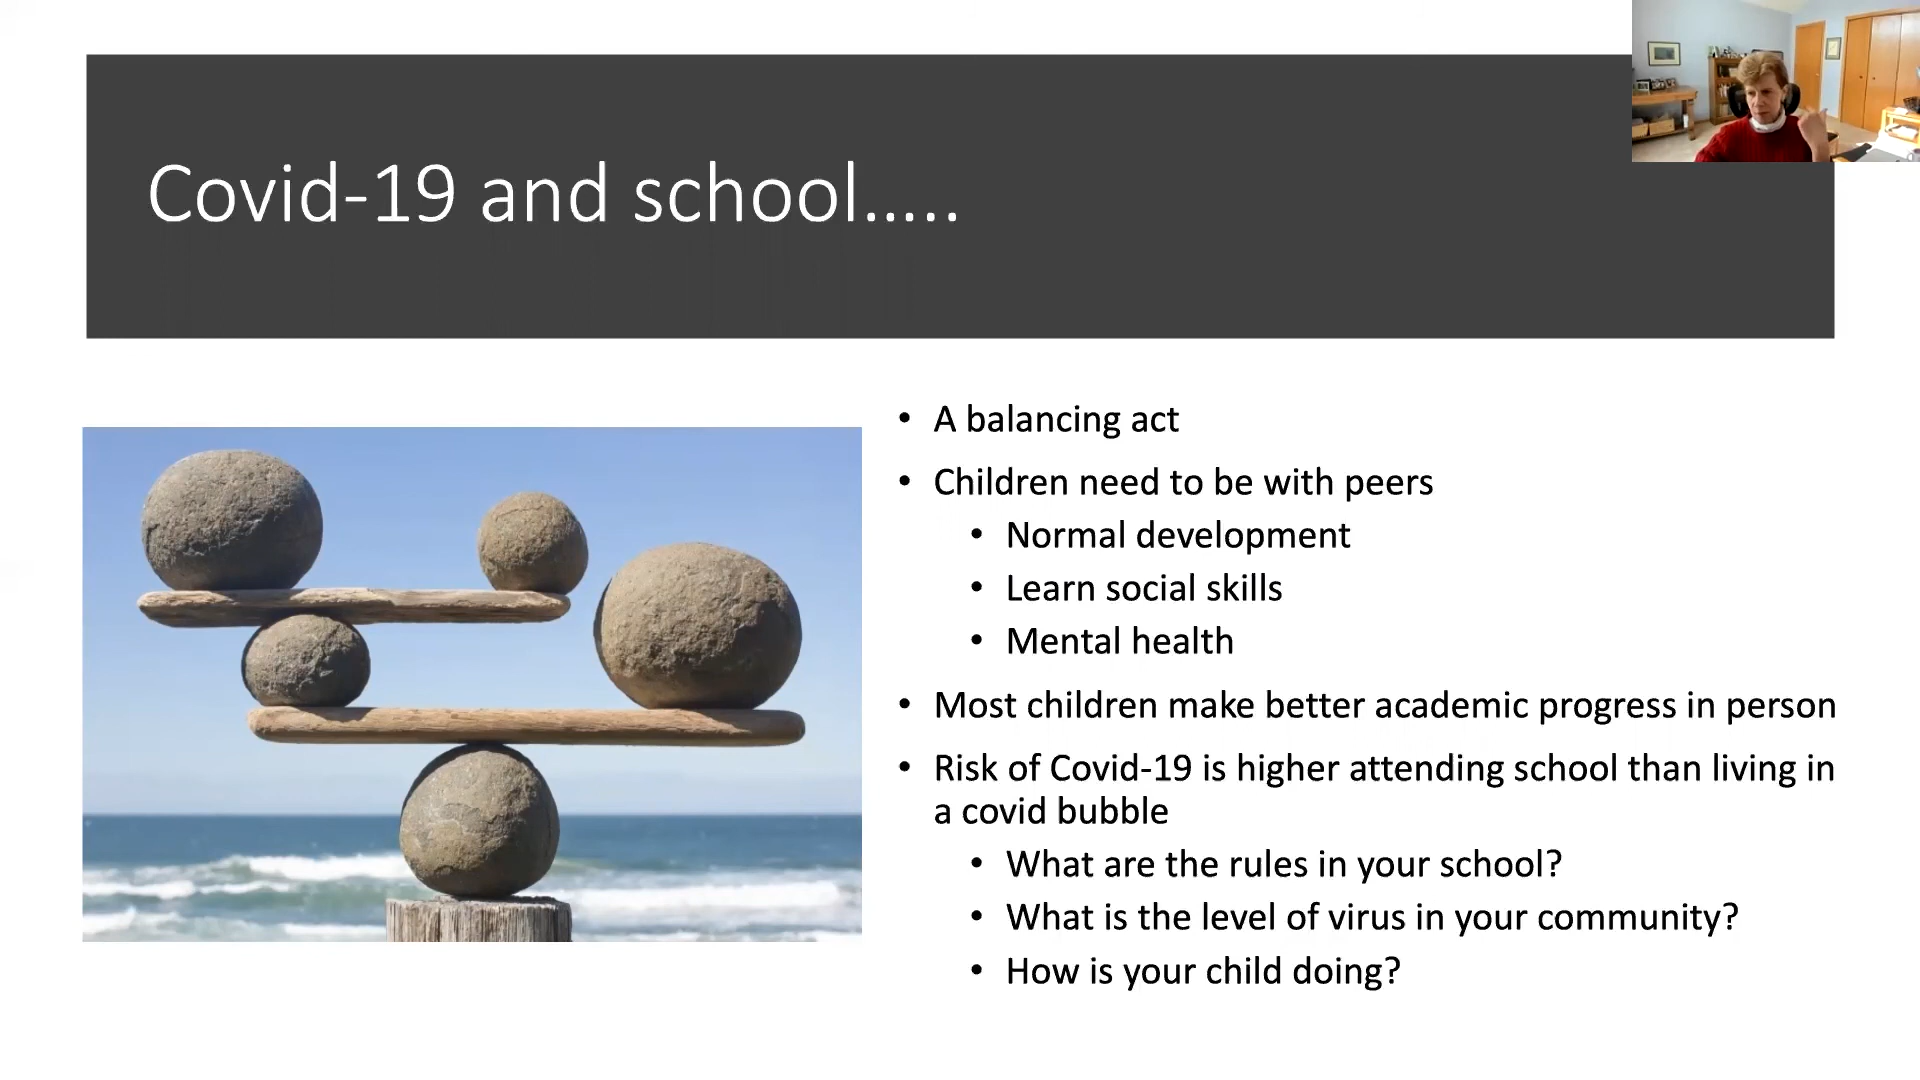 Covid-19 and school…..
• A balancing act
• Children need to be with peers
• Normal development
• Learn social skills
• Mental health
• Most children make better academic progress in person
• Risk of Covid-19 is higher attending school than living in
a covid bubble
• What are the rules in your school?
• What is the level of virus in your community?
• How is your child doing?